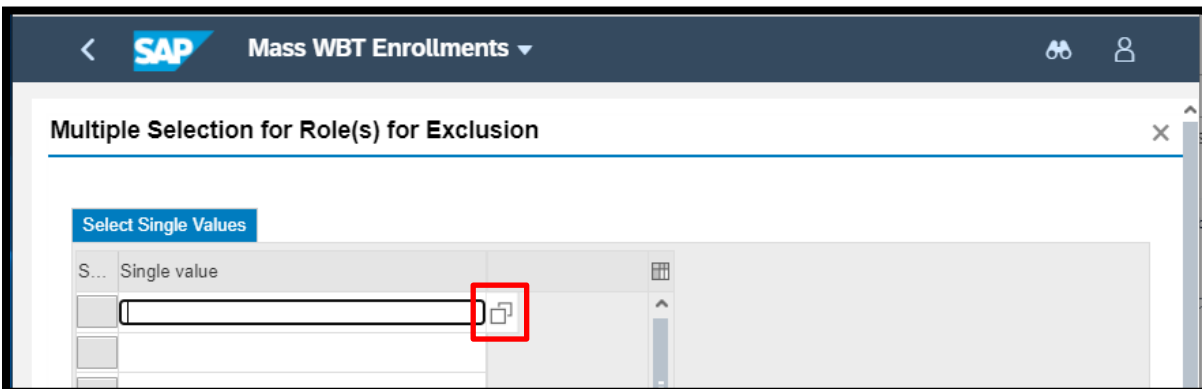 SAP Mass WBT Enrollments
Multiple Selection for Role(s) for Exclusion
Select Single Values
S... Single value